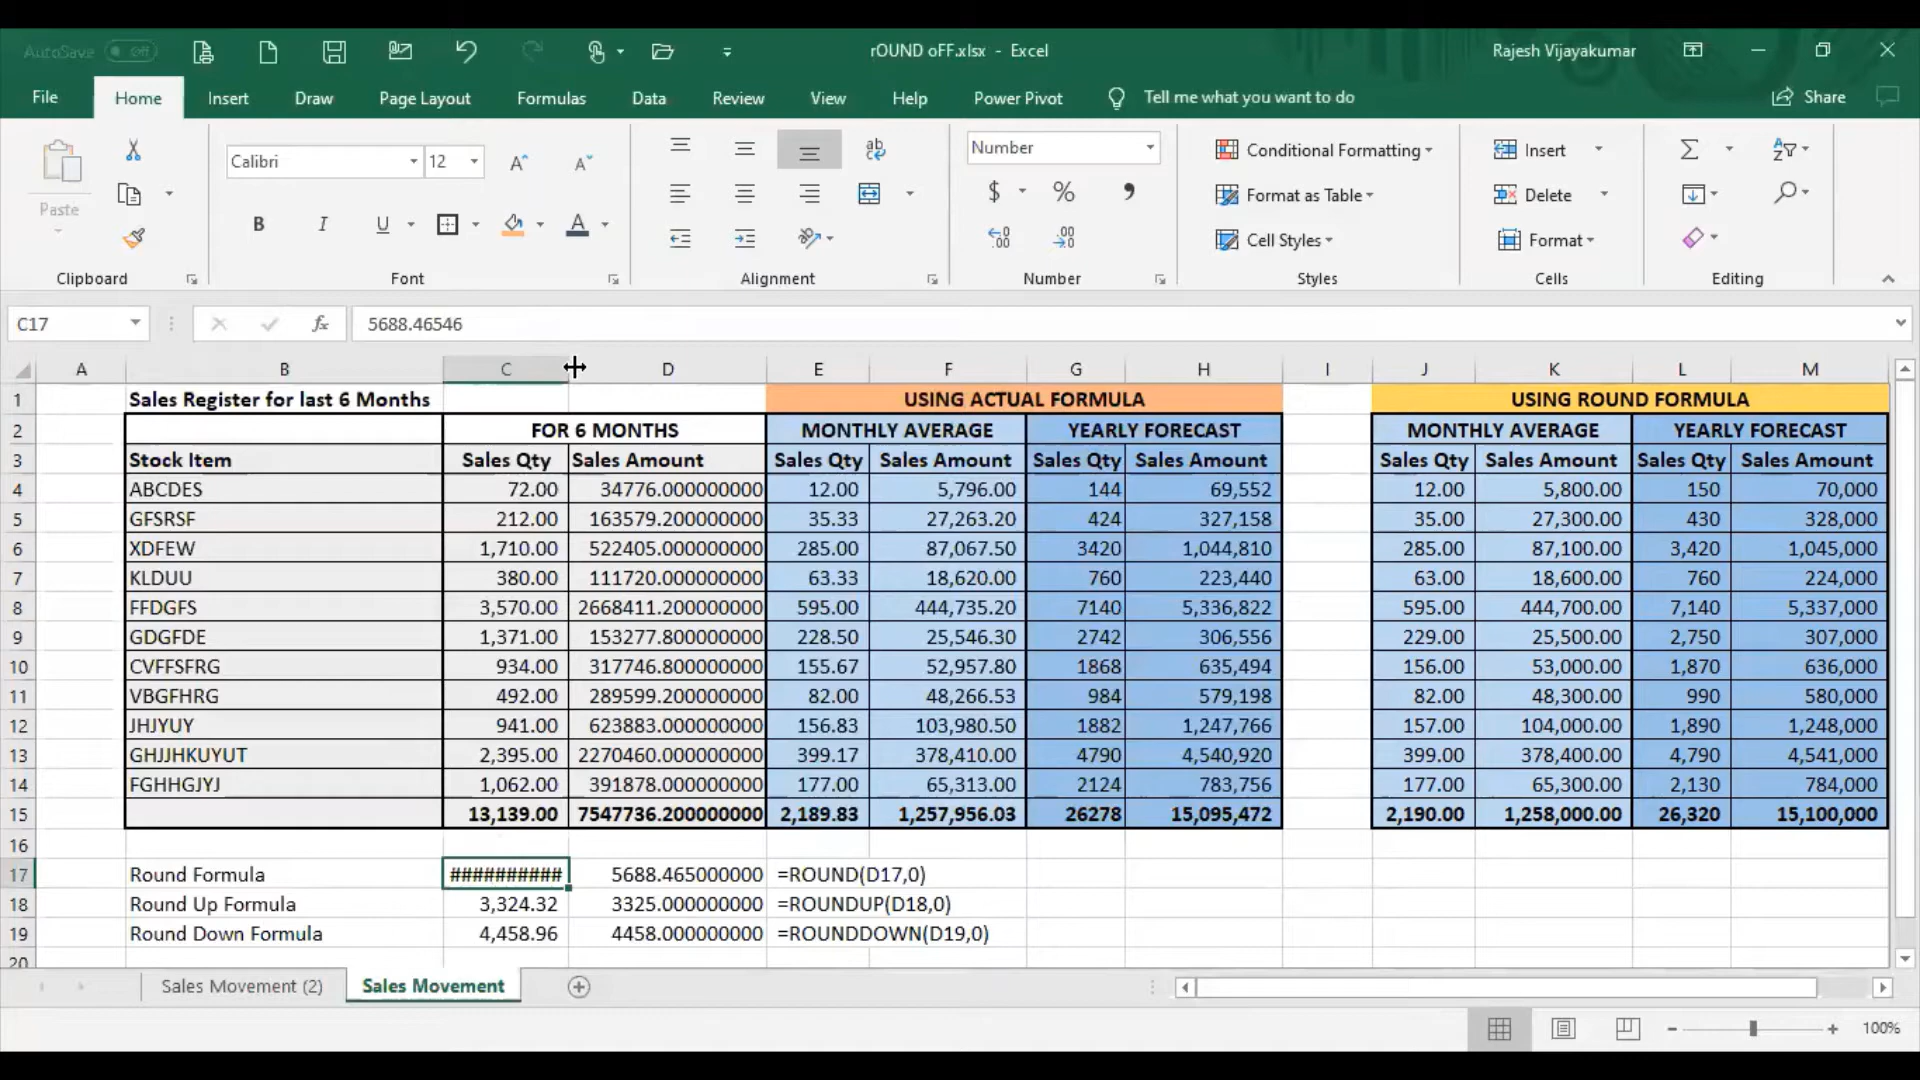 AutoSave Off rOUND oFF.xlsx - Excel Rajesh Vijayakumar
File Home Insert Draw Page Layout Formulas Data Review View Help Power Pivot Tell me what you want to do Share
Paste Calibri 12 Number Conditional Formatting Insert
$ % , Format as Table Delete
B I U A Cell Styles Format
Clipboard Font Alignment Number Styles Cells Editing
C17 fx 5688.46546
A B C D E F G H I J K L M
1 Sales Register for last 6 Months USING ACTUAL FORMULA USING ROUND FORMULA
2 FOR 6 MONTHS MONTHLY AVERAGE YEARLY FORECAST MONTHLY AVERAGE YEARLY FORECAST
3 Stock Item Sales Qty Sales Amount Sales Qty Sales Amount Sales Qty Sales Amount Sales Qty Sales Amount Sales Qty Sales Amount
4 ABCDES 72.00 34776.000000000 12.00 5,796.00 144 69,552 12.00 5,800.00 150 70,000
5 GFSRSF 212.00 163579.200000000 35.33 27,263.20 424 327,158 35.00 27,300.00 430 328,000
6 XDFEW 1,710.00 522405.000000000 285.00 87,067.50 3420 1,044,810 285.00 87,100.00 3,420 1,045,000
7 KLDUU 380.00 111720.000000000 63.33 18,620.00 760 223,440 63.00 18,600.00 760 224,000
8 FFDGFS 3,570.00 2668411.200000000 595.00 444,735.20 7140 5,336,822 595.00 444,700.00 7,140 5,337,000
9 GDGFDE 1,371.00 153277.800000000 228.50 25,546.30 2742 306,556 229.00 25,500.00 2,750 307,000
10 CVFFSFRG 934.00 317746.800000000 155.67 52,957.80 1868 635,494 156.00 53,000.00 1,870 636,000
11 VBGFHRG 492.00 289599.200000000 82.00 48,266.53 984 579,198 82.00 48,300.00 990 580,000
12 JHJYUY 941.00 623883.000000000 156.83 103,980.50 1882 1,247,766 157.00 104,000.00 1,890 1,248,000
13 GHJJHKUYUT 2,395.00 2270460.000000000 399.17 378,410.00 4790 4,540,920 399.00 378,400.00 4,790 4,541,000
14 FGHHGJYJ 1,062.00 391878.000000000 177.00 65,313.00 2124 783,756 177.00 65,300.00 2,130 784,000
15 13,139.00 7547736.200000000 2,189.83 1,257,956.03 26278 15,095,472 2,190.00 1,258,000.00 26,320 15,100,000
16
17 Round Formula ########## 5688.465000000 =ROUND(D17,0)
18 Round Up Formula 3,324.32 3325.000000000 =ROUNDUP(D18,0)
19 Round Down Formula 4,458.96 4458.000000000 =ROUNDDOWN(D19,0)
20
Sales Movement (2) Sales Movement
100%